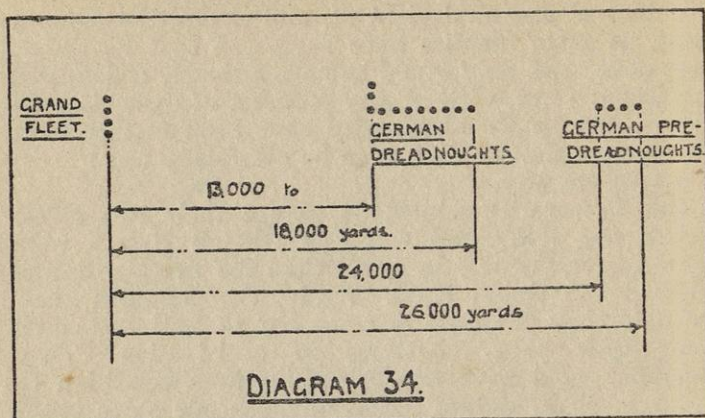 GRAND
FLEET.
GERMAN
DREADNOUGHTS
GERMAN PRE-
DREADNOUGHTS.
13,000 to
18,000 yards.
24,000
26,000 yards
DIAGRAM 34.